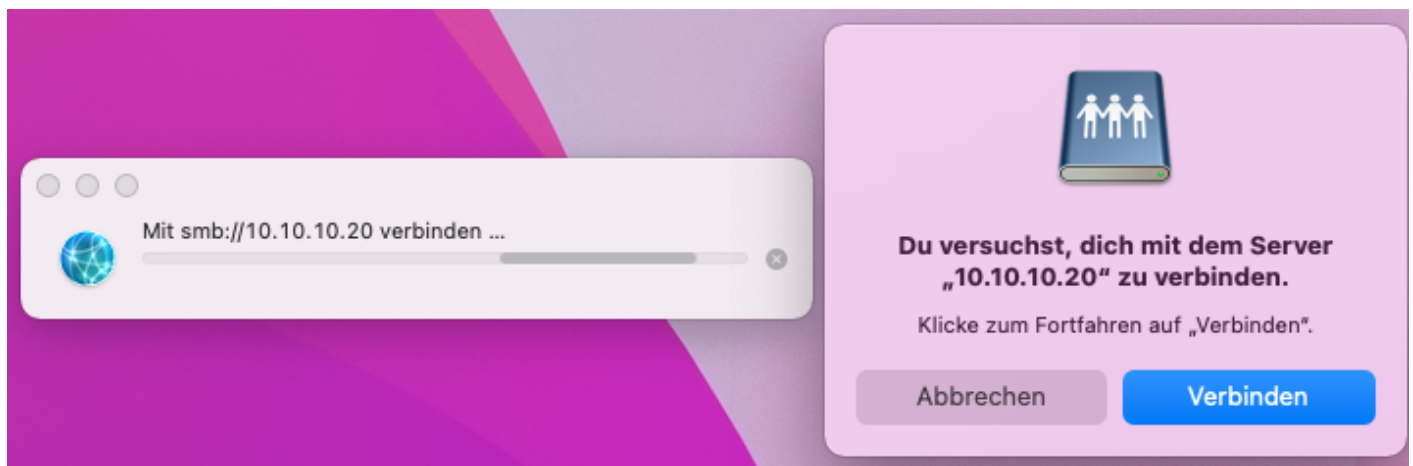 Mit smb://10.10.10.20 verbinden ...
Du versuchst, dich mit dem Server
„10.10.10.20“ zu verbinden.
Klicke zum Fortfahren auf „Verbinden“.
Abbrechen
Verbinden